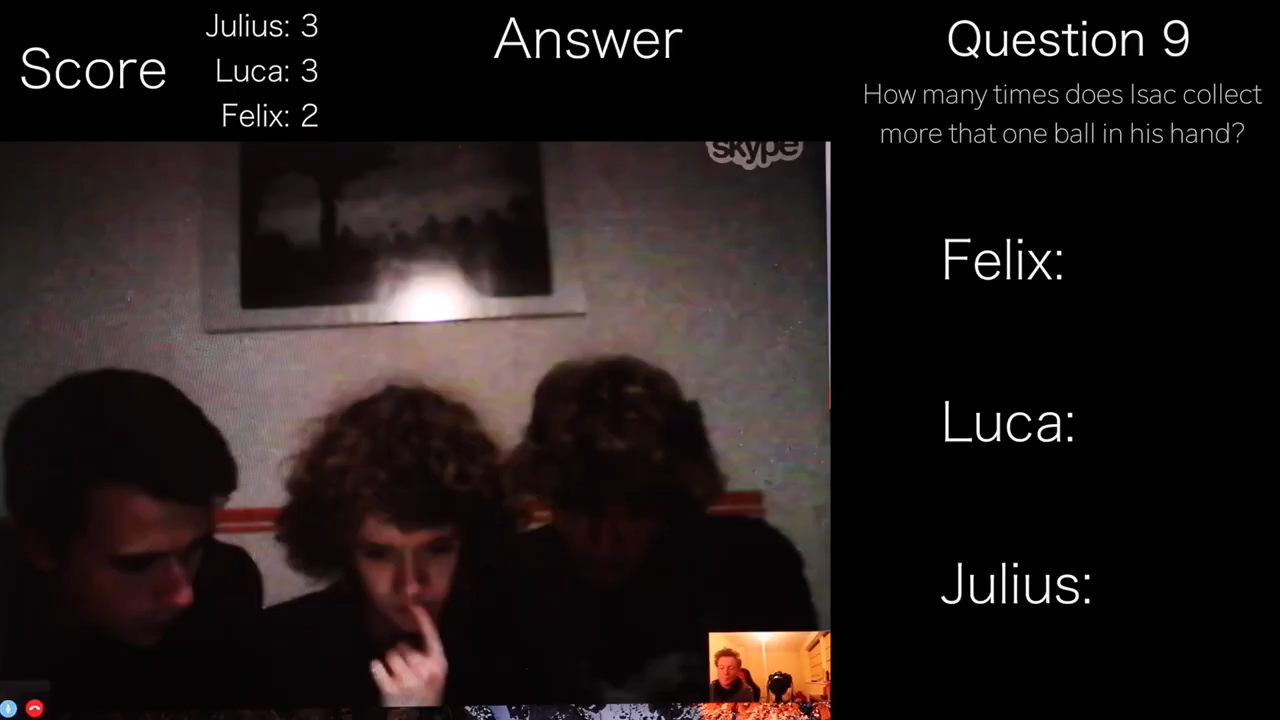 Score
Julius: 3
Luca: 3
Felix: 2
Answer
Question 9
How many times does Isac collect
more that one ball in his hand?
skype
Felix:
Luca:
Julius: